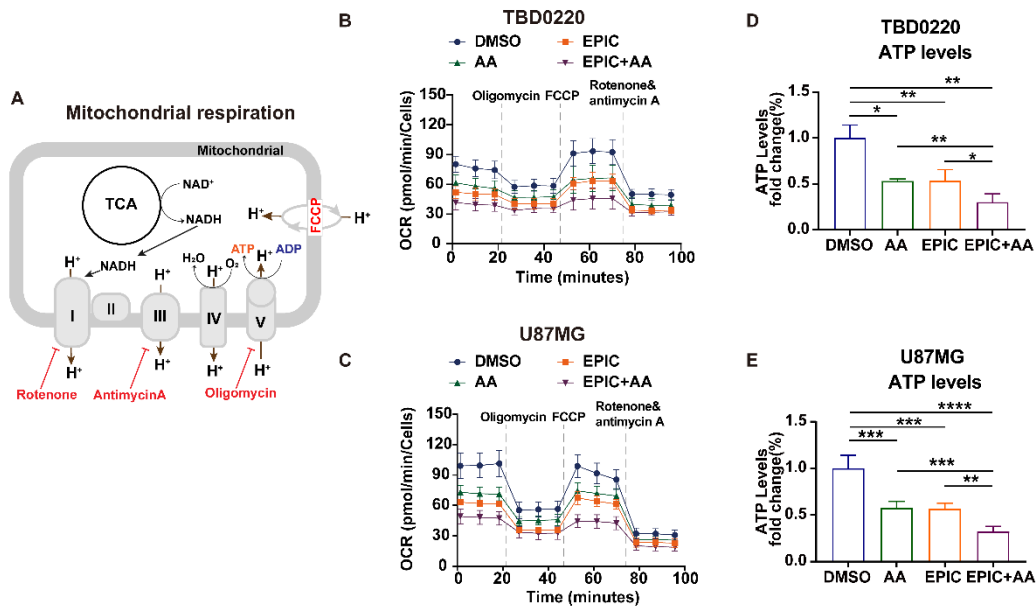 A
Mitochondrial respiration
Mitochondrial
TCA
NAD⁺
NADH
NADH
H⁺
FCCP
H⁺
H⁺
H⁺
H₂O
H⁺
O₂
ATP
H⁺
ADP
I
II
III
IV
V
H⁺
H⁺
H⁺
H⁺
Rotenone
AntimycinA
Oligomycin
B
TBD0220
DMSO
EPIC
AA
EPIC+AA
Oligomycin
FCCP
Rotenone&
antimycin A
OCR (pmol/min/Cells)
150
120
90
60
30
0
0
20
40
60
80
100
Time (minutes)
C
U87MG
DMSO
EPIC
AA
EPIC+AA
Oligomycin
FCCP
Rotenone&
antimycin A
OCR (pmol/min/Cells)
150
120
90
60
30
0
0
20
40
60
80
100
Time (minutes)
D
TBD0220
ATP levels
ATP Levels
fold change(%)
1.5
1.0
0.5
0.0
**
**
*
**
*
DMSO
AA
EPIC
EPIC+AA
E
U87MG
ATP levels
ATP Levels
fold change(%)
1.5
1.0
0.5
0.0
****
***
***
***
**
DMSO
AA
EPIC
EPIC+AA